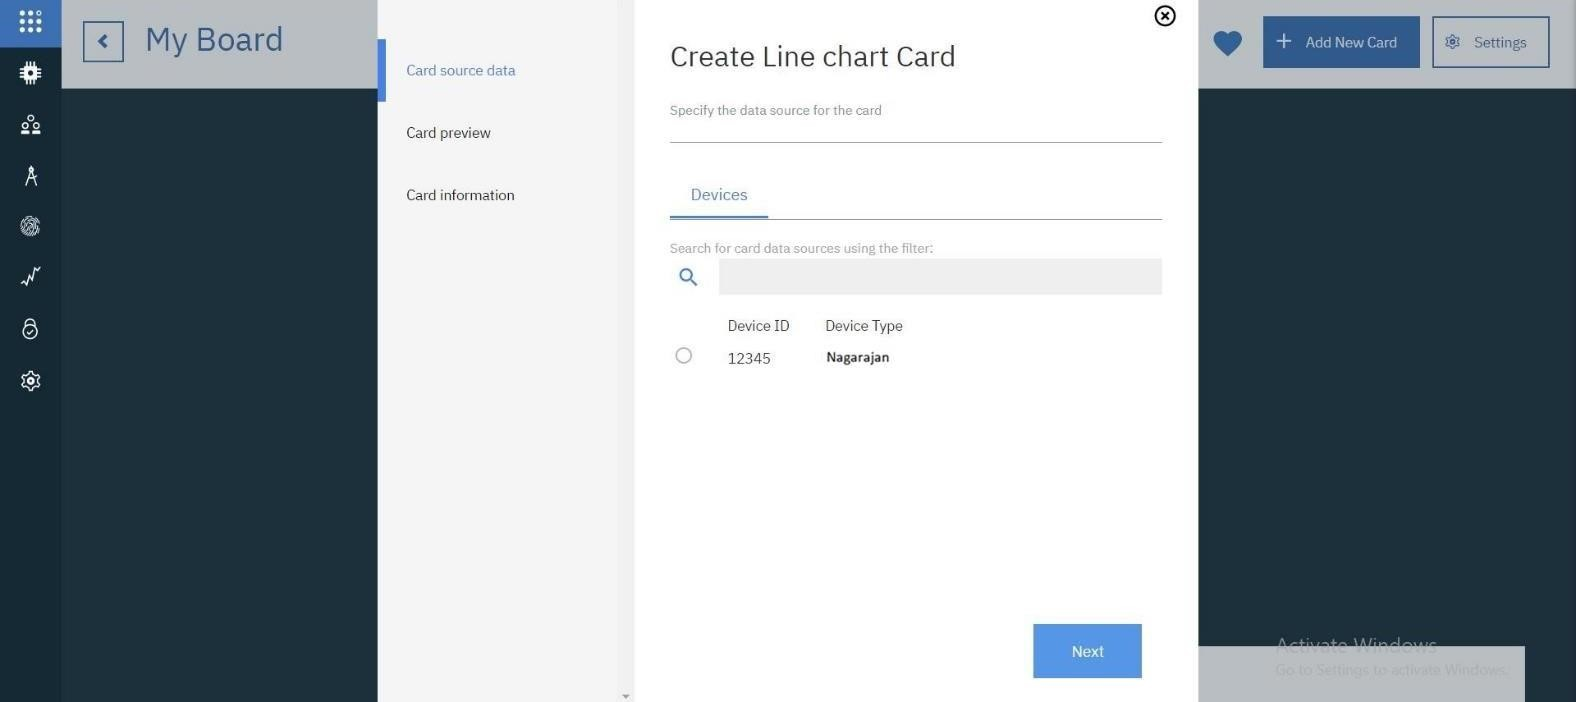 My Board
Card source data
Card preview
Card information
Create Line chart Card
Specify the data source for the card
Devices
Search for card data sources using the filter:
Device ID Device Type
12345 Nagarajan
Next
Add New Card
Settings
Activate Windows
Go to Settings to activate Windows.